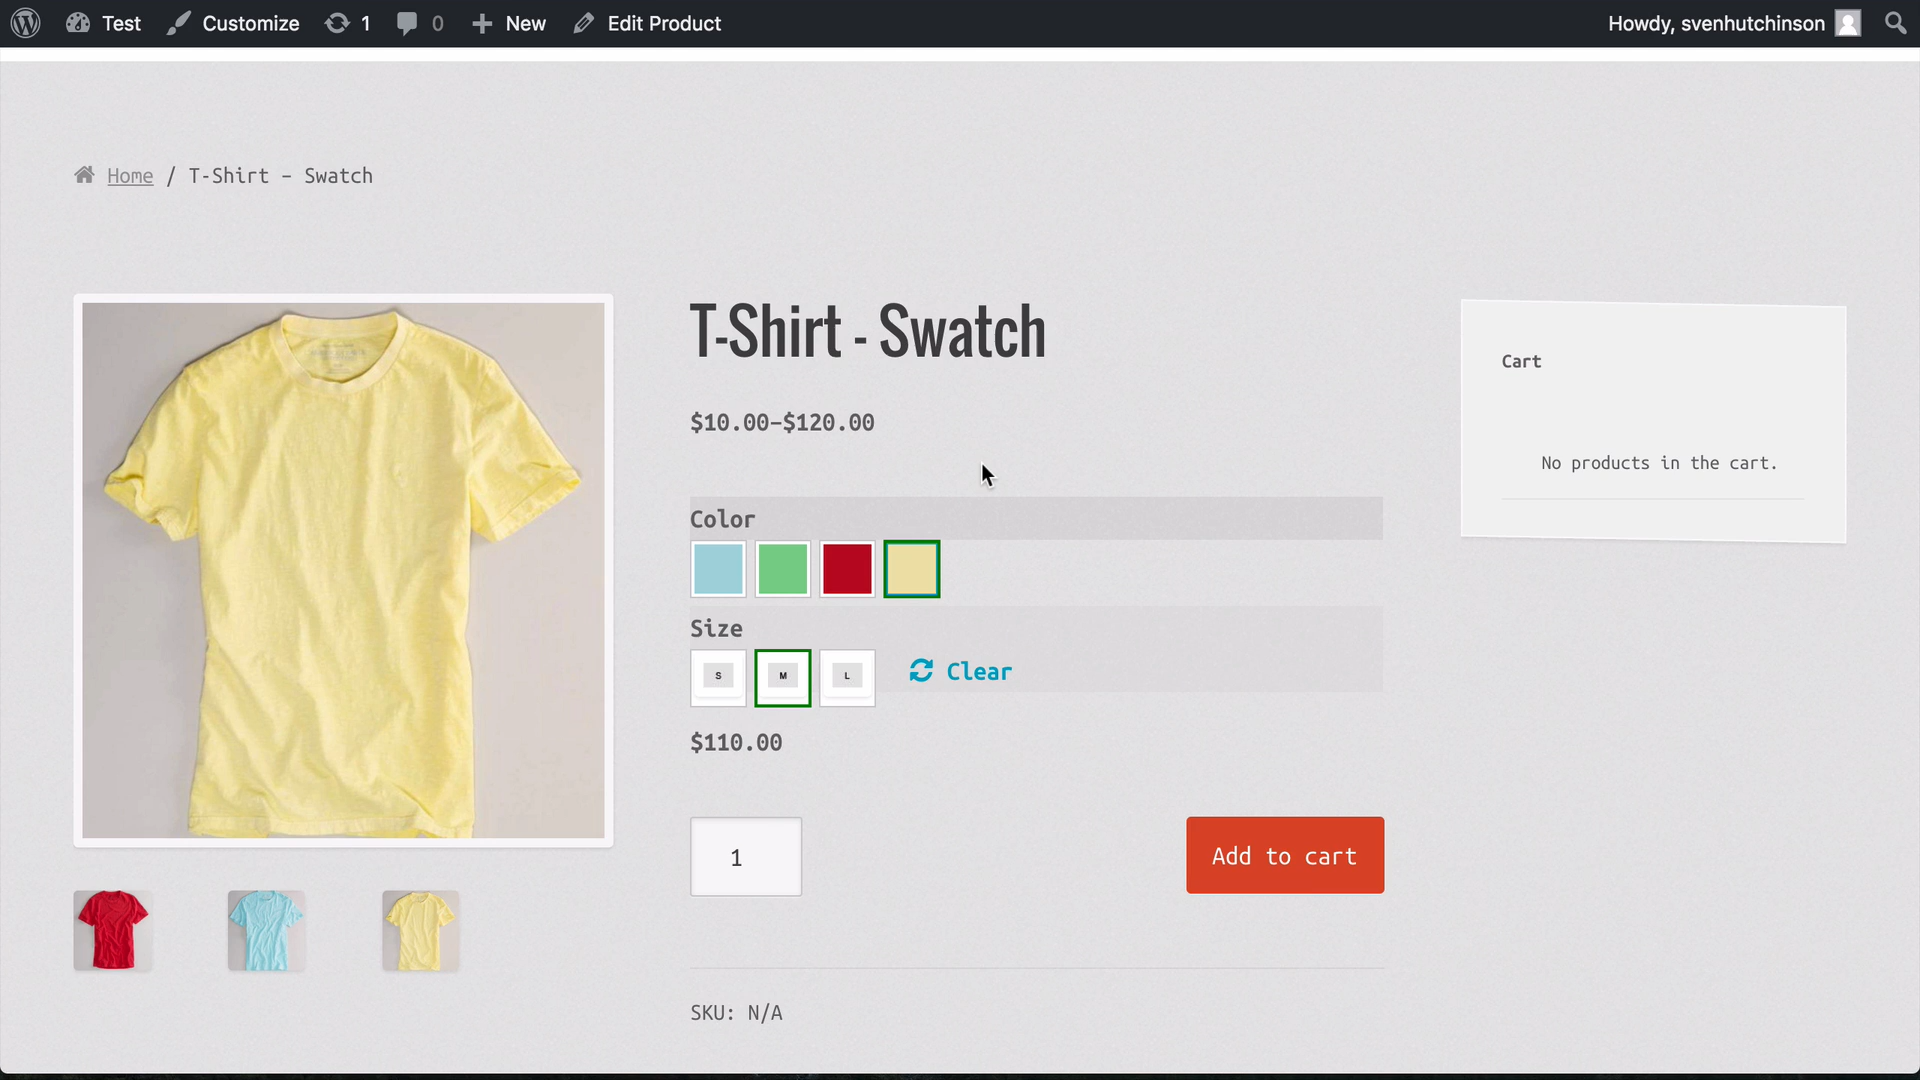 Test Customize 1 0 New Edit Product Howdy, svenhutchinson
Home / T-Shirt – Swatch
T-Shirt - Swatch
$10.00–$120.00
Color
Size
S M L Clear
$110.00
1 Add to cart
SKU: N/A
Cart
No products in the cart.